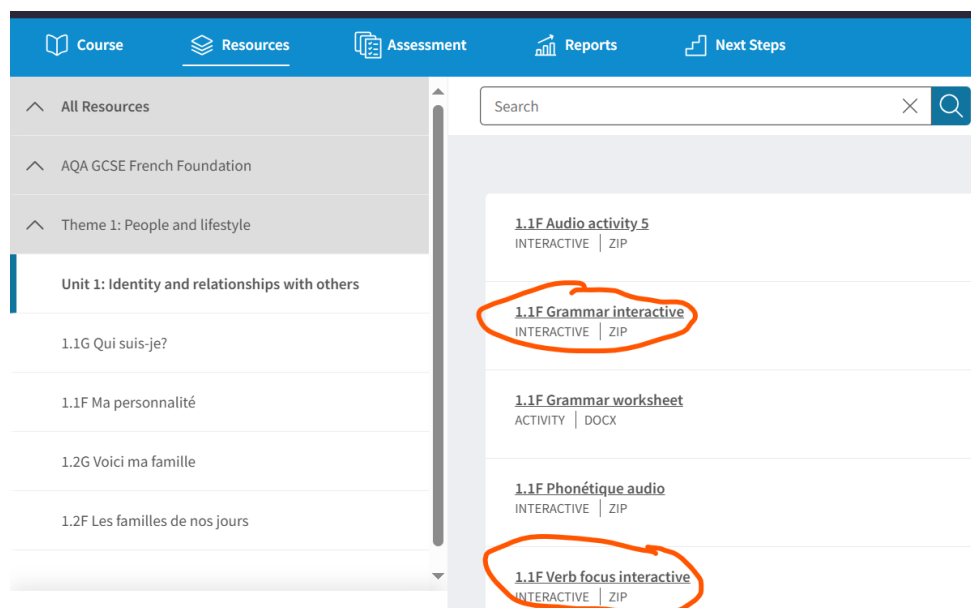 Course Resources Assessment Reports Next Steps
All Resources
AQA GCSE French Foundation
Theme 1: People and lifestyle
Unit 1: Identity and relationships with others
1.1G Qui suis-je?
1.1F Ma personnalité
1.2G Voici ma famille
1.2F Les familles de nos jours
Search
1.1F Audio activity 5
INTERACTIVE | ZIP
1.1F Grammar interactive
INTERACTIVE | ZIP
1.1F Grammar worksheet
ACTIVITY | DOCX
1.1F Phonétique audio
INTERACTIVE | ZIP
1.1F Verb focus interactive
INTERACTIVE | ZIP